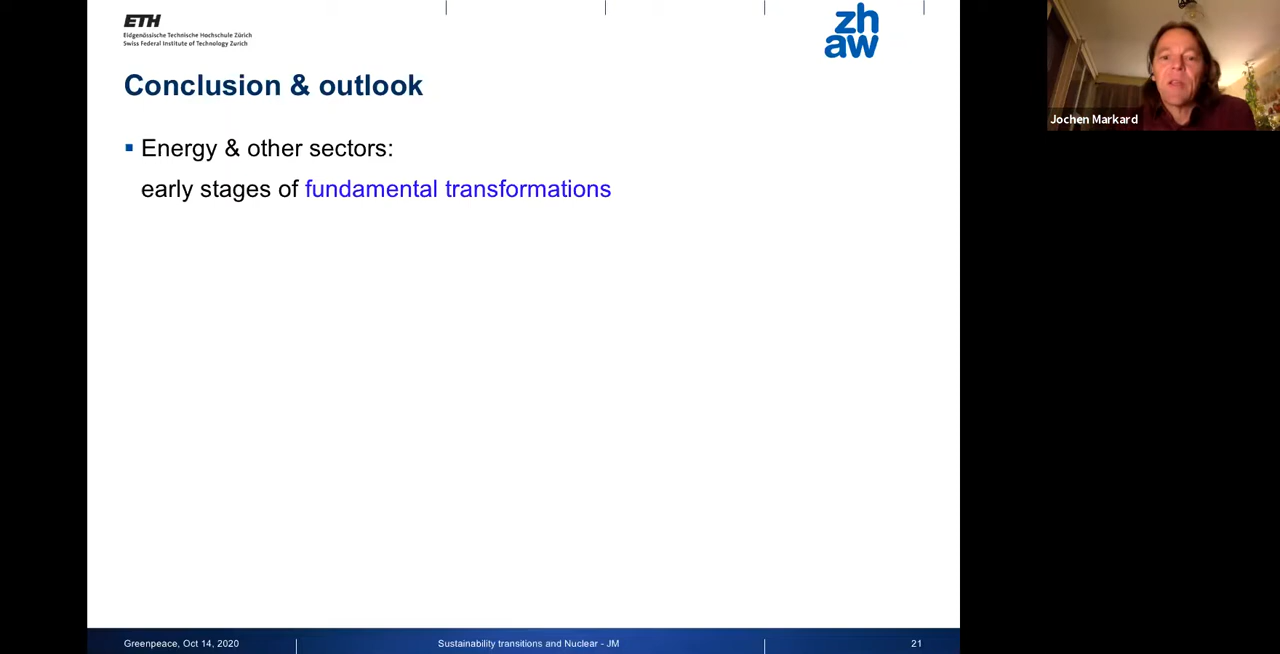 ETH
Eidgenössische Technische Hochschule Zürich
Swiss Federal Institute of Technology Zurich
zh
aw
Jochen Markard
Conclusion & outlook
▪ Energy & other sectors:
early stages of fundamental transformations
Greenpeace, Oct 14, 2020
Sustainability transitions and Nuclear - JM
21